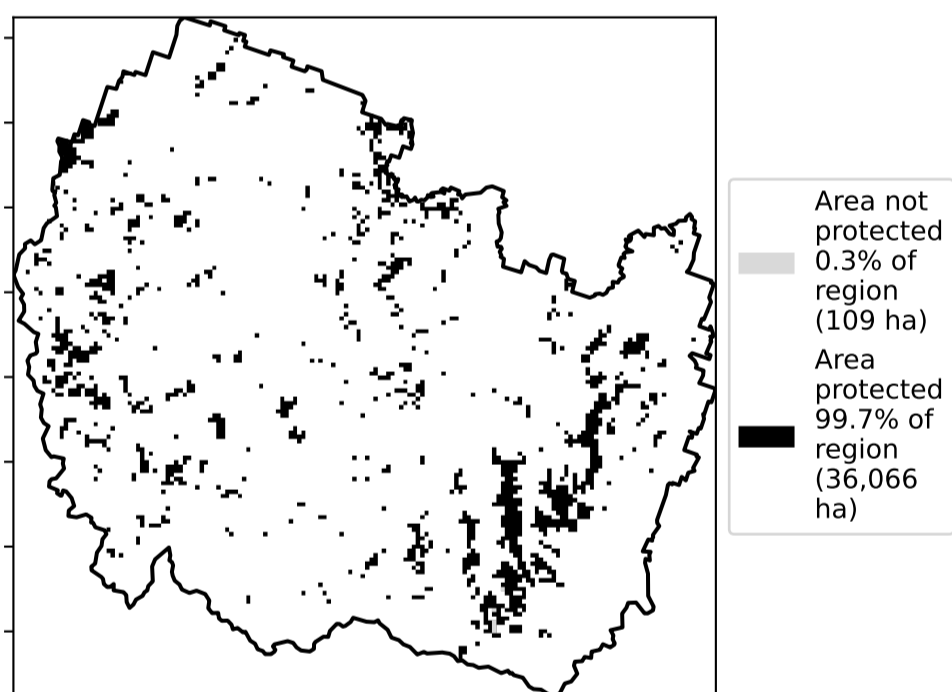 Area not
protected
0.3% of
region
(109 ha)
Area
protected
99.7% of
region
(36,066
ha)